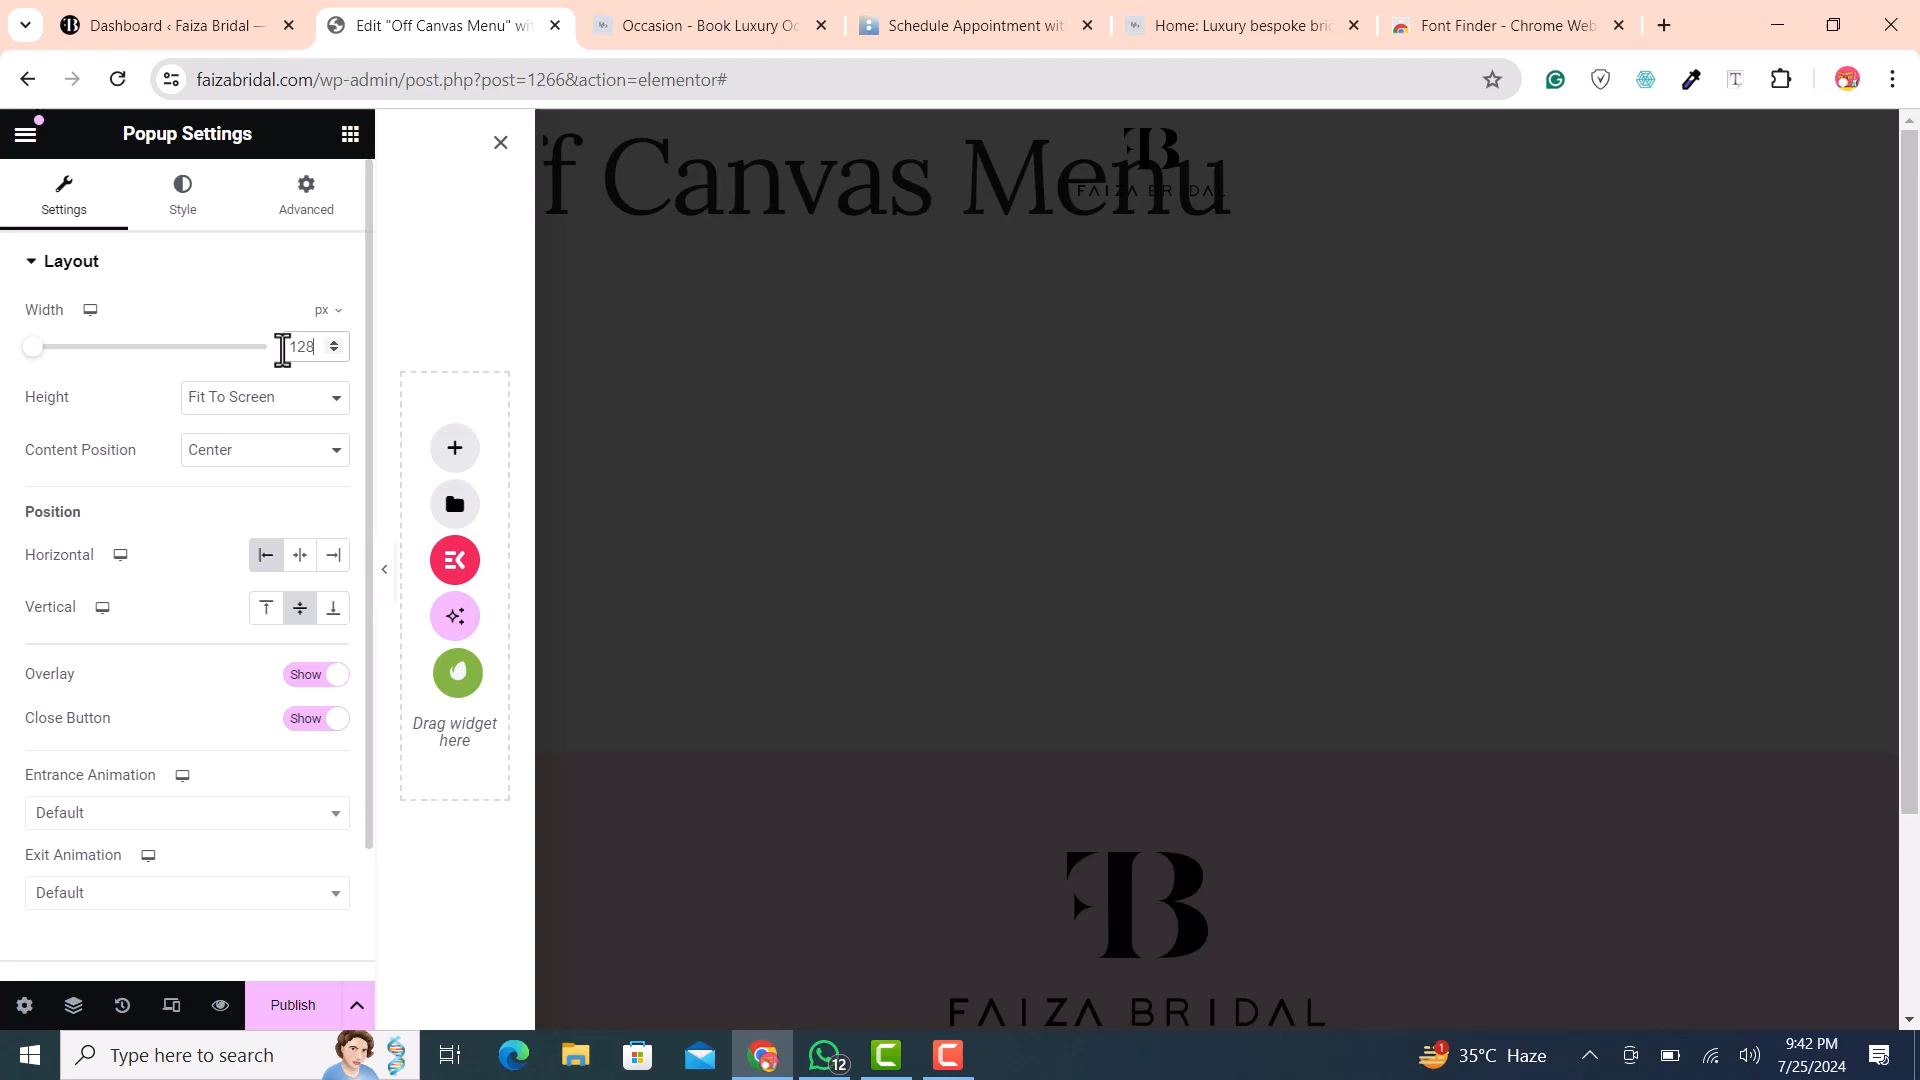 Dashboard ‹ Faiza Bridal —
Edit "Off Canvas Menu" wit
Occasion - Book Luxury Oc
Schedule Appointment wit
Home: Luxury bespoke bric
Font Finder - Chrome Web
faizabridal.com/wp-admin/post.php?post=1266&action=elementor#
Popup Settings
Settings
Style
Advanced
Layout
Width
px
128
Height
Fit To Screen
Content Position
Center
Position
Horizontal
Vertical
Overlay
Show
Close Button
Show
Entrance Animation
Default
Exit Animation
Default
Publish
Drag widget
here
f Canvas Menu
FAIZA BRIDAL
FAIZA BRIDAL
Type here to search
12
1
35°C Haze
9:42 PM
7/25/2024